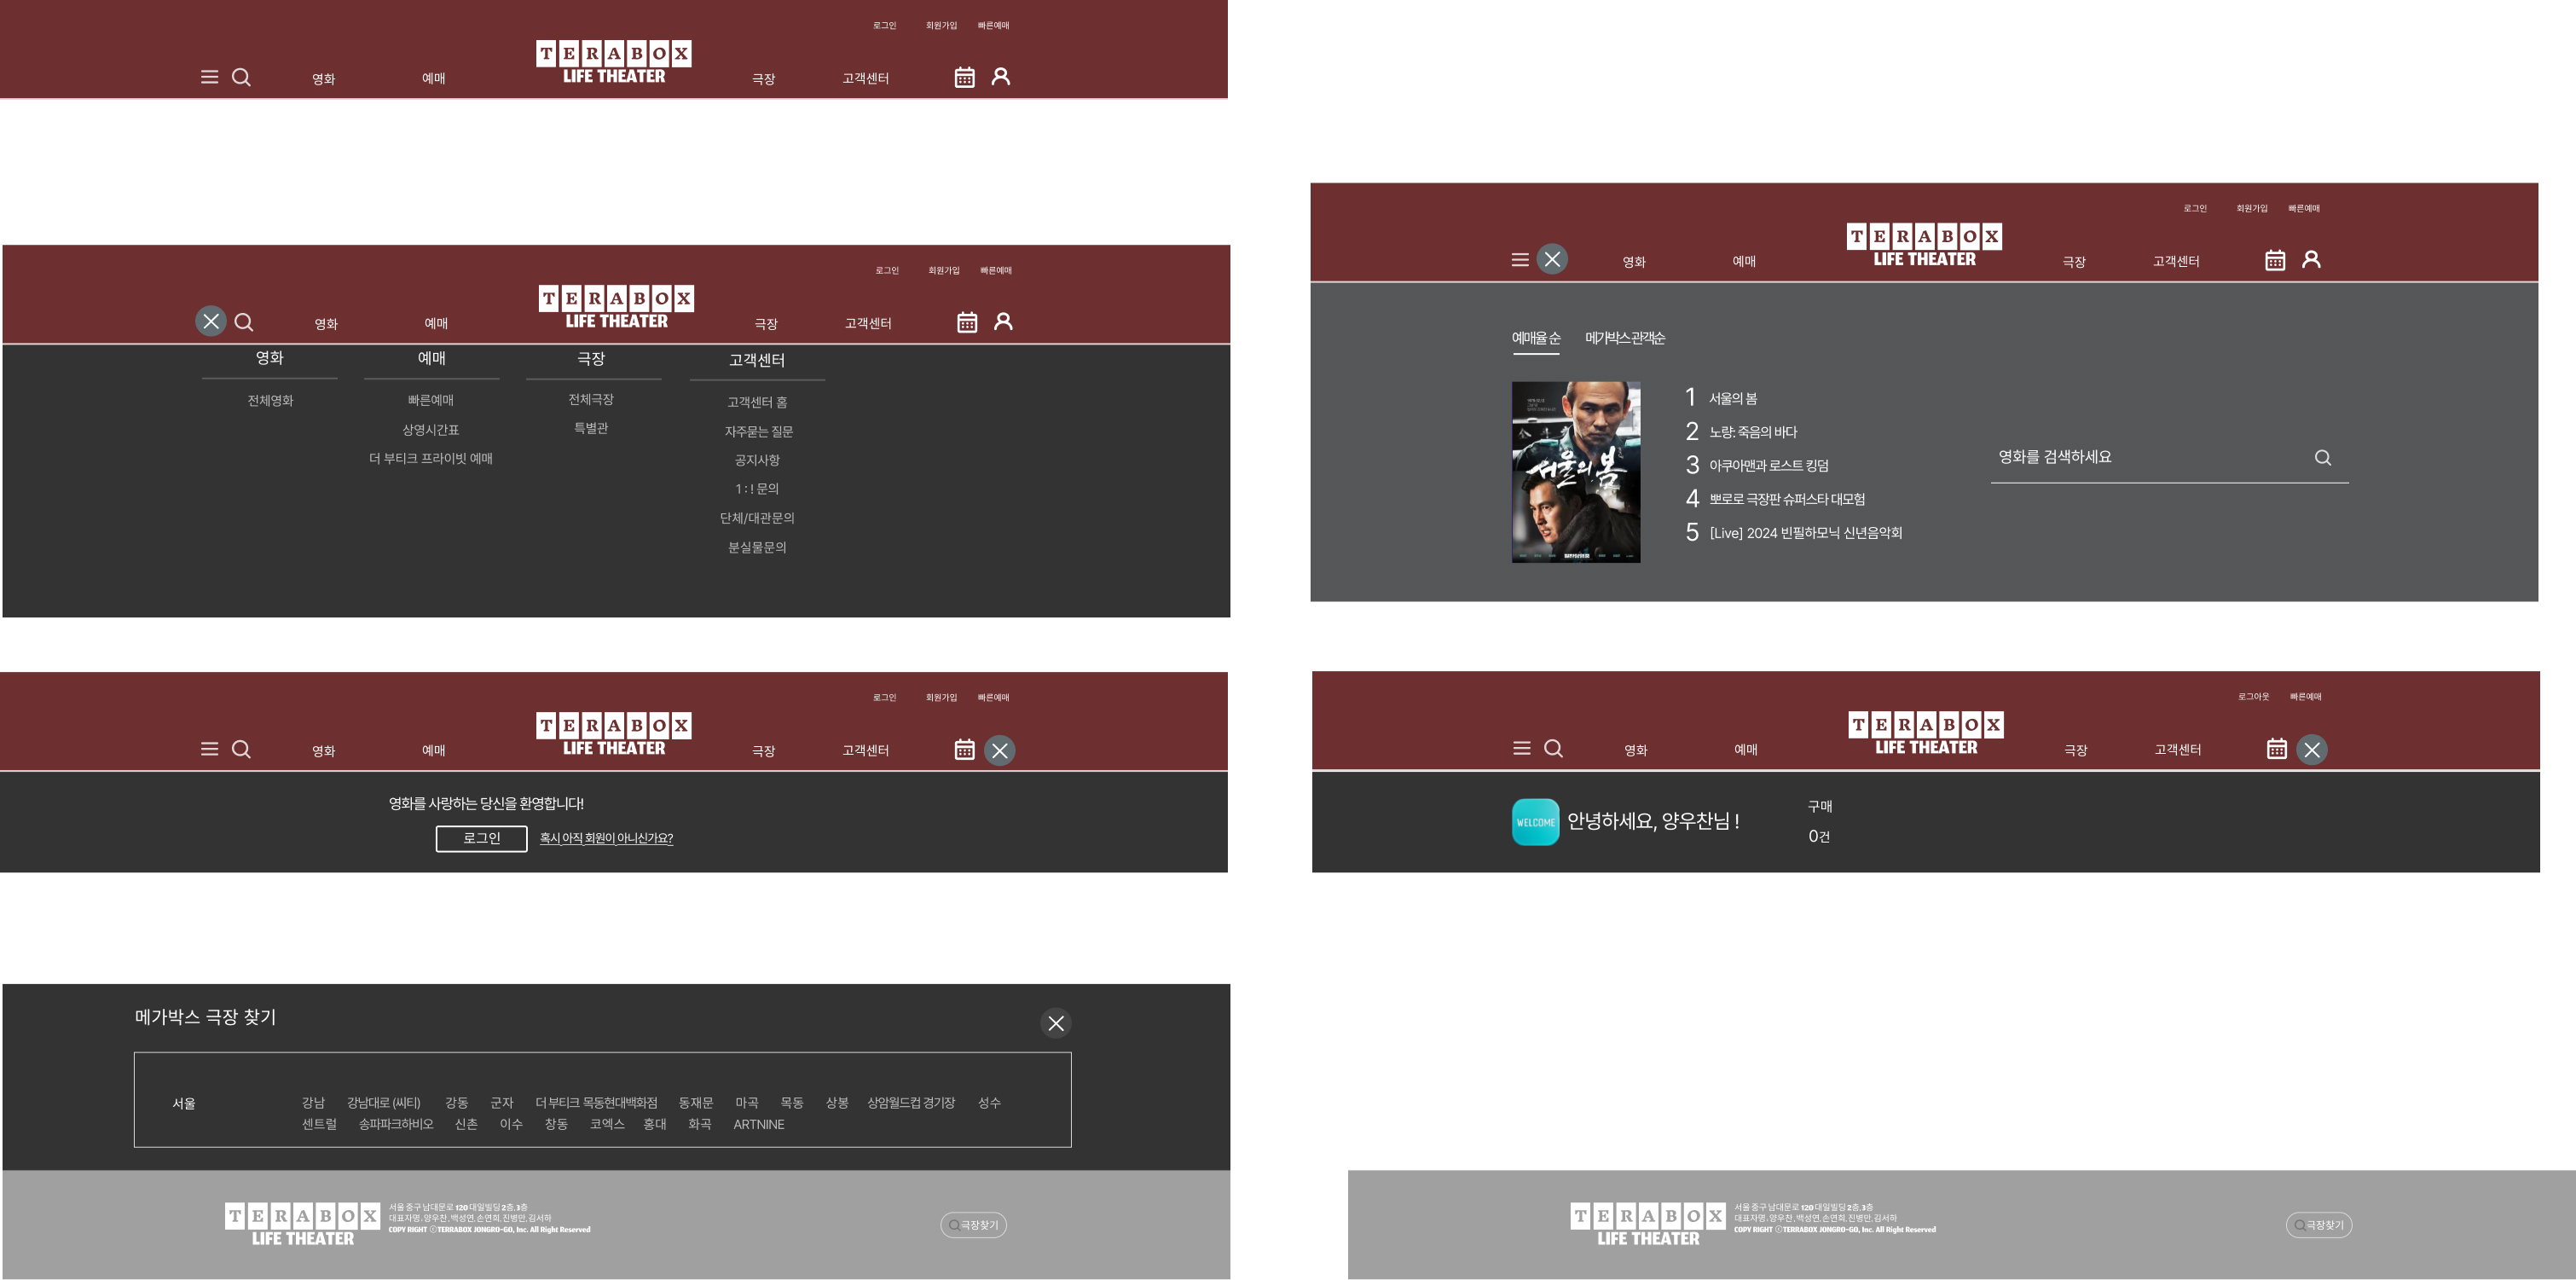 로그인 회원가입 빠른예매
TERABOX
LIFE THEATER
영화 예매 극장 고객센터
로그인 회원가입 빠른예매
TERABOX
LIFE THEATER
영화 예매 극장 고객센터
영화 예매 극장 고객센터
전체영화 빠른예매 전체극장 고객센터 홈
상영시간표 특별관 자주묻는 질문
더 부티크 프라이빗 예매 공지사항
1 : ! 문의
단체/대관문의
분실물문의
로그인 회원가입 빠른예매
TERABOX
LIFE THEATER
영화 예매 극장 고객센터
예매율 순 메가박스 관객순
서울의 봄
1 서울의 봄
2 노량: 죽음의 바다
3 아쿠아맨과 로스트 킹덤
4 뽀로로 극장판 슈퍼스타 대모험
5 [Live] 2024 빈필하모닉 신년음악회
영화를 검색하세요
로그인 회원가입 빠른예매
TERABOX
LIFE THEATER
영화 예매 극장 고객센터
영화를 사랑하는 당신을 환영합니다!
로그인 혹시 아직 회원이 아니신가요?
로그아웃 빠른예매
TERABOX
LIFE THEATER
영화 예매 극장 고객센터
WELCOME 안녕하세요, 양우찬님 !
구매
0건
메가박스 극장 찾기
서울 강남 강남대로 (씨티) 강동 군자 더 부티크 목동현대백화점 동재문 마곡 목동 상봉 상암월드컵 경기장 성수
센트럴 송파파크하비오 신촌 이수 창동 코엑스 홍대 화곡 ARTNINE
TERABOX
LIFE THEATER
서울 중구 남대문로 120 대일빌딩 2층, 3층
대표자명. 양우찬, 백성연, 손연희, 진병만, 김서하
COPY RIGHT ⓒTERRABOX JONGRO-GO, Inc. All Right Reserved
극장찾기
TERABOX
LIFE THEATER
서울 중구 남대문로 120 대일빌딩 2층, 3층
대표자명. 양우찬, 백성연, 손연희, 진병만, 김서하
COPY RIGHT ⓒTERRABOX JONGRO-GO, Inc. All Right Reserved
극장찾기